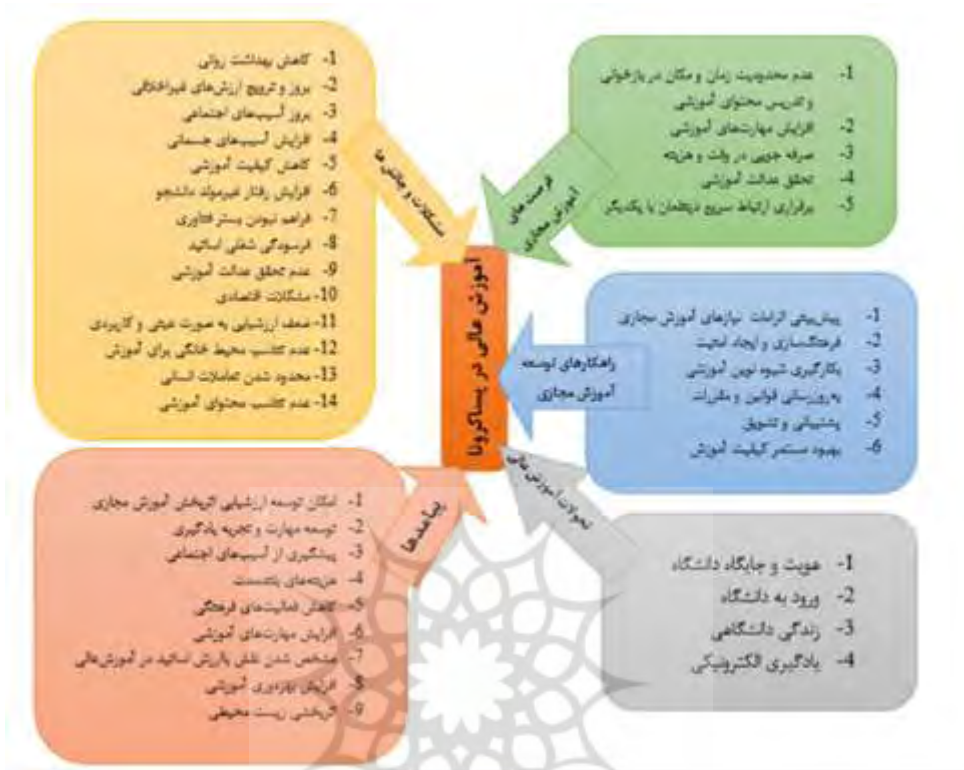 1- عدم محدودیت زمان و مکان در بازخوانی
و تدریس محتوای آموزشی
2- افزایش مهارت‌های آموزشی
3- صرفه جویی در وقت و هزینه
4- تحقق عدالت آموزشی
5- برقراری ارتباط سریع ذینفعان با یکدیگر
فرصت های
آموزش مجازی
1- کاهش بهداشت روانی
2- بروز و ترویج ارزش‌های غیراخلاقی
3- بروز آسیب‌های اجتماعی
4- افزایش آسیب‌های جسمانی
5- کاهش کیفیت آموزشی
6- افزایش رفتار غیرمولد دانشجو
7- فراهم نبودن بستر فناوری
8- فرسودگی شغلی اساتید
9- عدم تحقق عدالت آموزشی
10- مشکلات اقتصادی
11- ضعف ارزشیابی به صورت عینی و کاربردی
12- عدم تناسب محیط خانگی برای آموزش
13- محدود شدن تعاملات انسانی
14- عدم تناسب محتوای آموزشی
مشکلات و چالش ها
آموزش عالی در پساکرونا
1- پیش‌بینی الزامات نیازهای آموزش مجازی
2- فرهنگسازی و ایجاد امنیت
3- بکارگیری شیوه نوین آموزشی
4- به‌روزرسانی قوانین و مقررات
5- پشتیبانی و تشویق
6- بهبود مستمر کیفیت آموزش
راهکارهای توسعه
آموزش مجازی
1- هویت و جایگاه دانشگاه
2- ورود به دانشگاه
3- زندگی دانشگاهی
4- یادگیری الکترونیکی
تحولات آموزش عالی
1- امکان توسعه ارزشیابی اثربخش آموزش مجازی
2- توسعه مهارت و تجربه یادگیری
3- پیشگیری از آسیب‌های اجتماعی
4- هزینه‌های بلندمدت
5- کاهش فعالیت‌های فرهنگی
6- افزایش مهارت‌های آموزشی
7- مشخص شدن نقش باارزش اساتید در آموزش‌عالی
8- افزایش بهره‌وری آموزشی
9- اثربخشی زیست محیطی
پیامدها